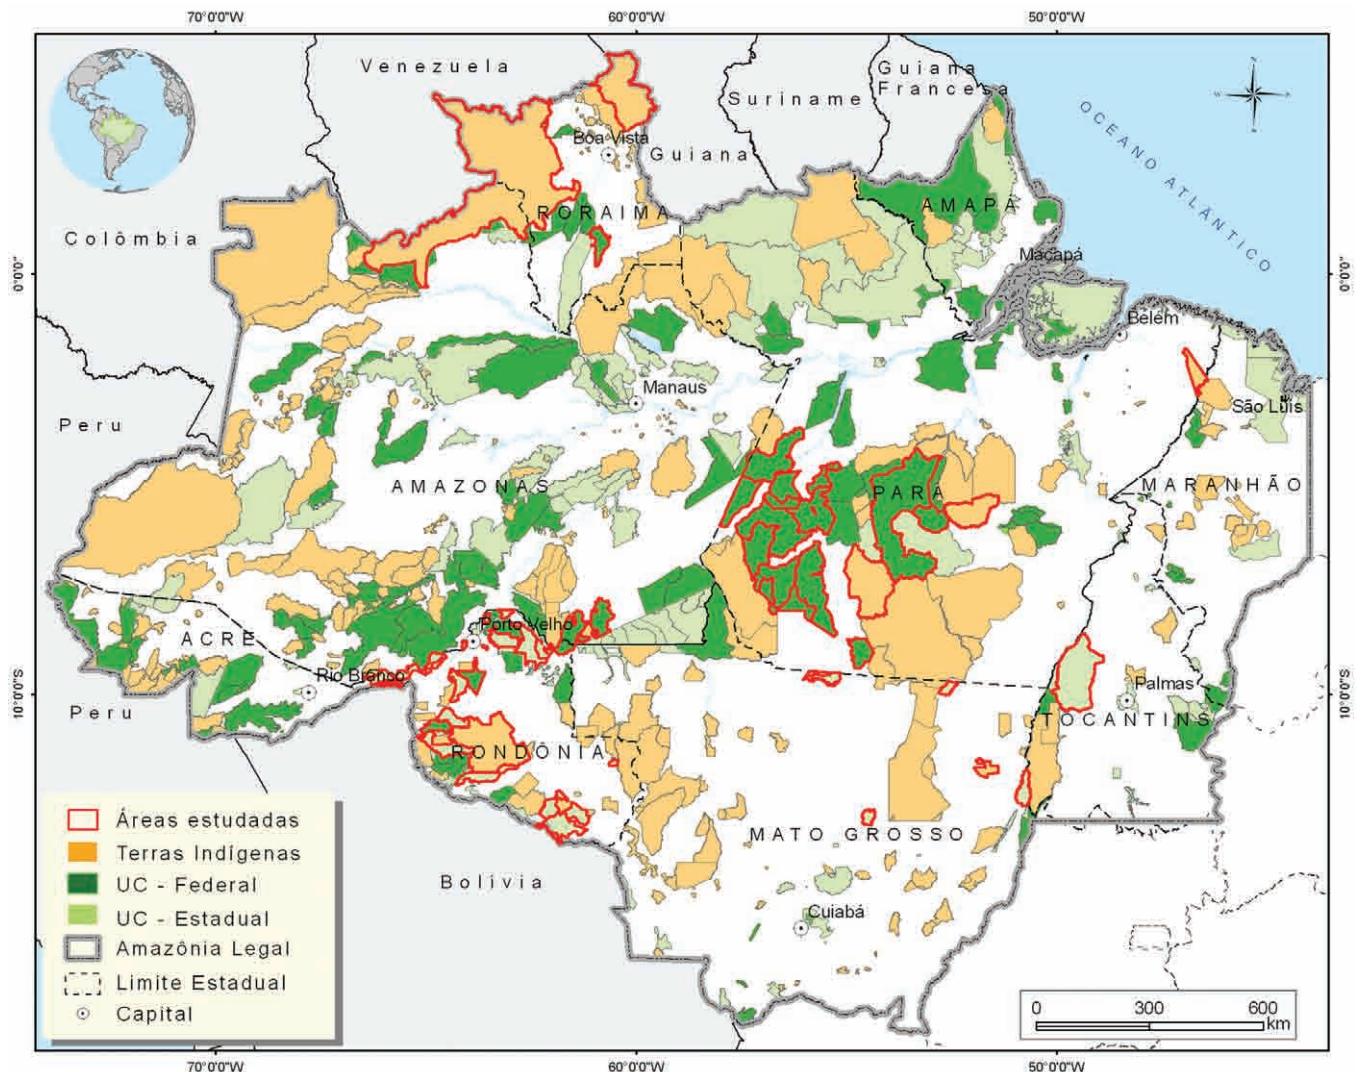 70°0'0"W
60°0'0"W
50°0'0"W
Venezuela
Guiana
Francesa
Suriname
Boa Vista
Guiana
OCEANO ATLÂNTICO
AMAPÁ
RORAIMA
Colômbia
Macapá
0°0'0"
0°0'0"
Belém
Manaus
São Luís
Peru
AMAZONAS
PARÁ
MARANHÃO
Porto Velho
ACRE
Rio Branco
Palmas
10°0'0"S
10°0'0"S
Peru
TOCANTINS
RONDÔNIA
MATO GROSSO
Bolívia
Cuiabá
Áreas estudadas
Terras Indígenas
UC - Federal
UC - Estadual
Amazônia Legal
Limite Estadual
Capital
0 300 600
km
70°0'0"W
60°0'0"W
50°0'0"W